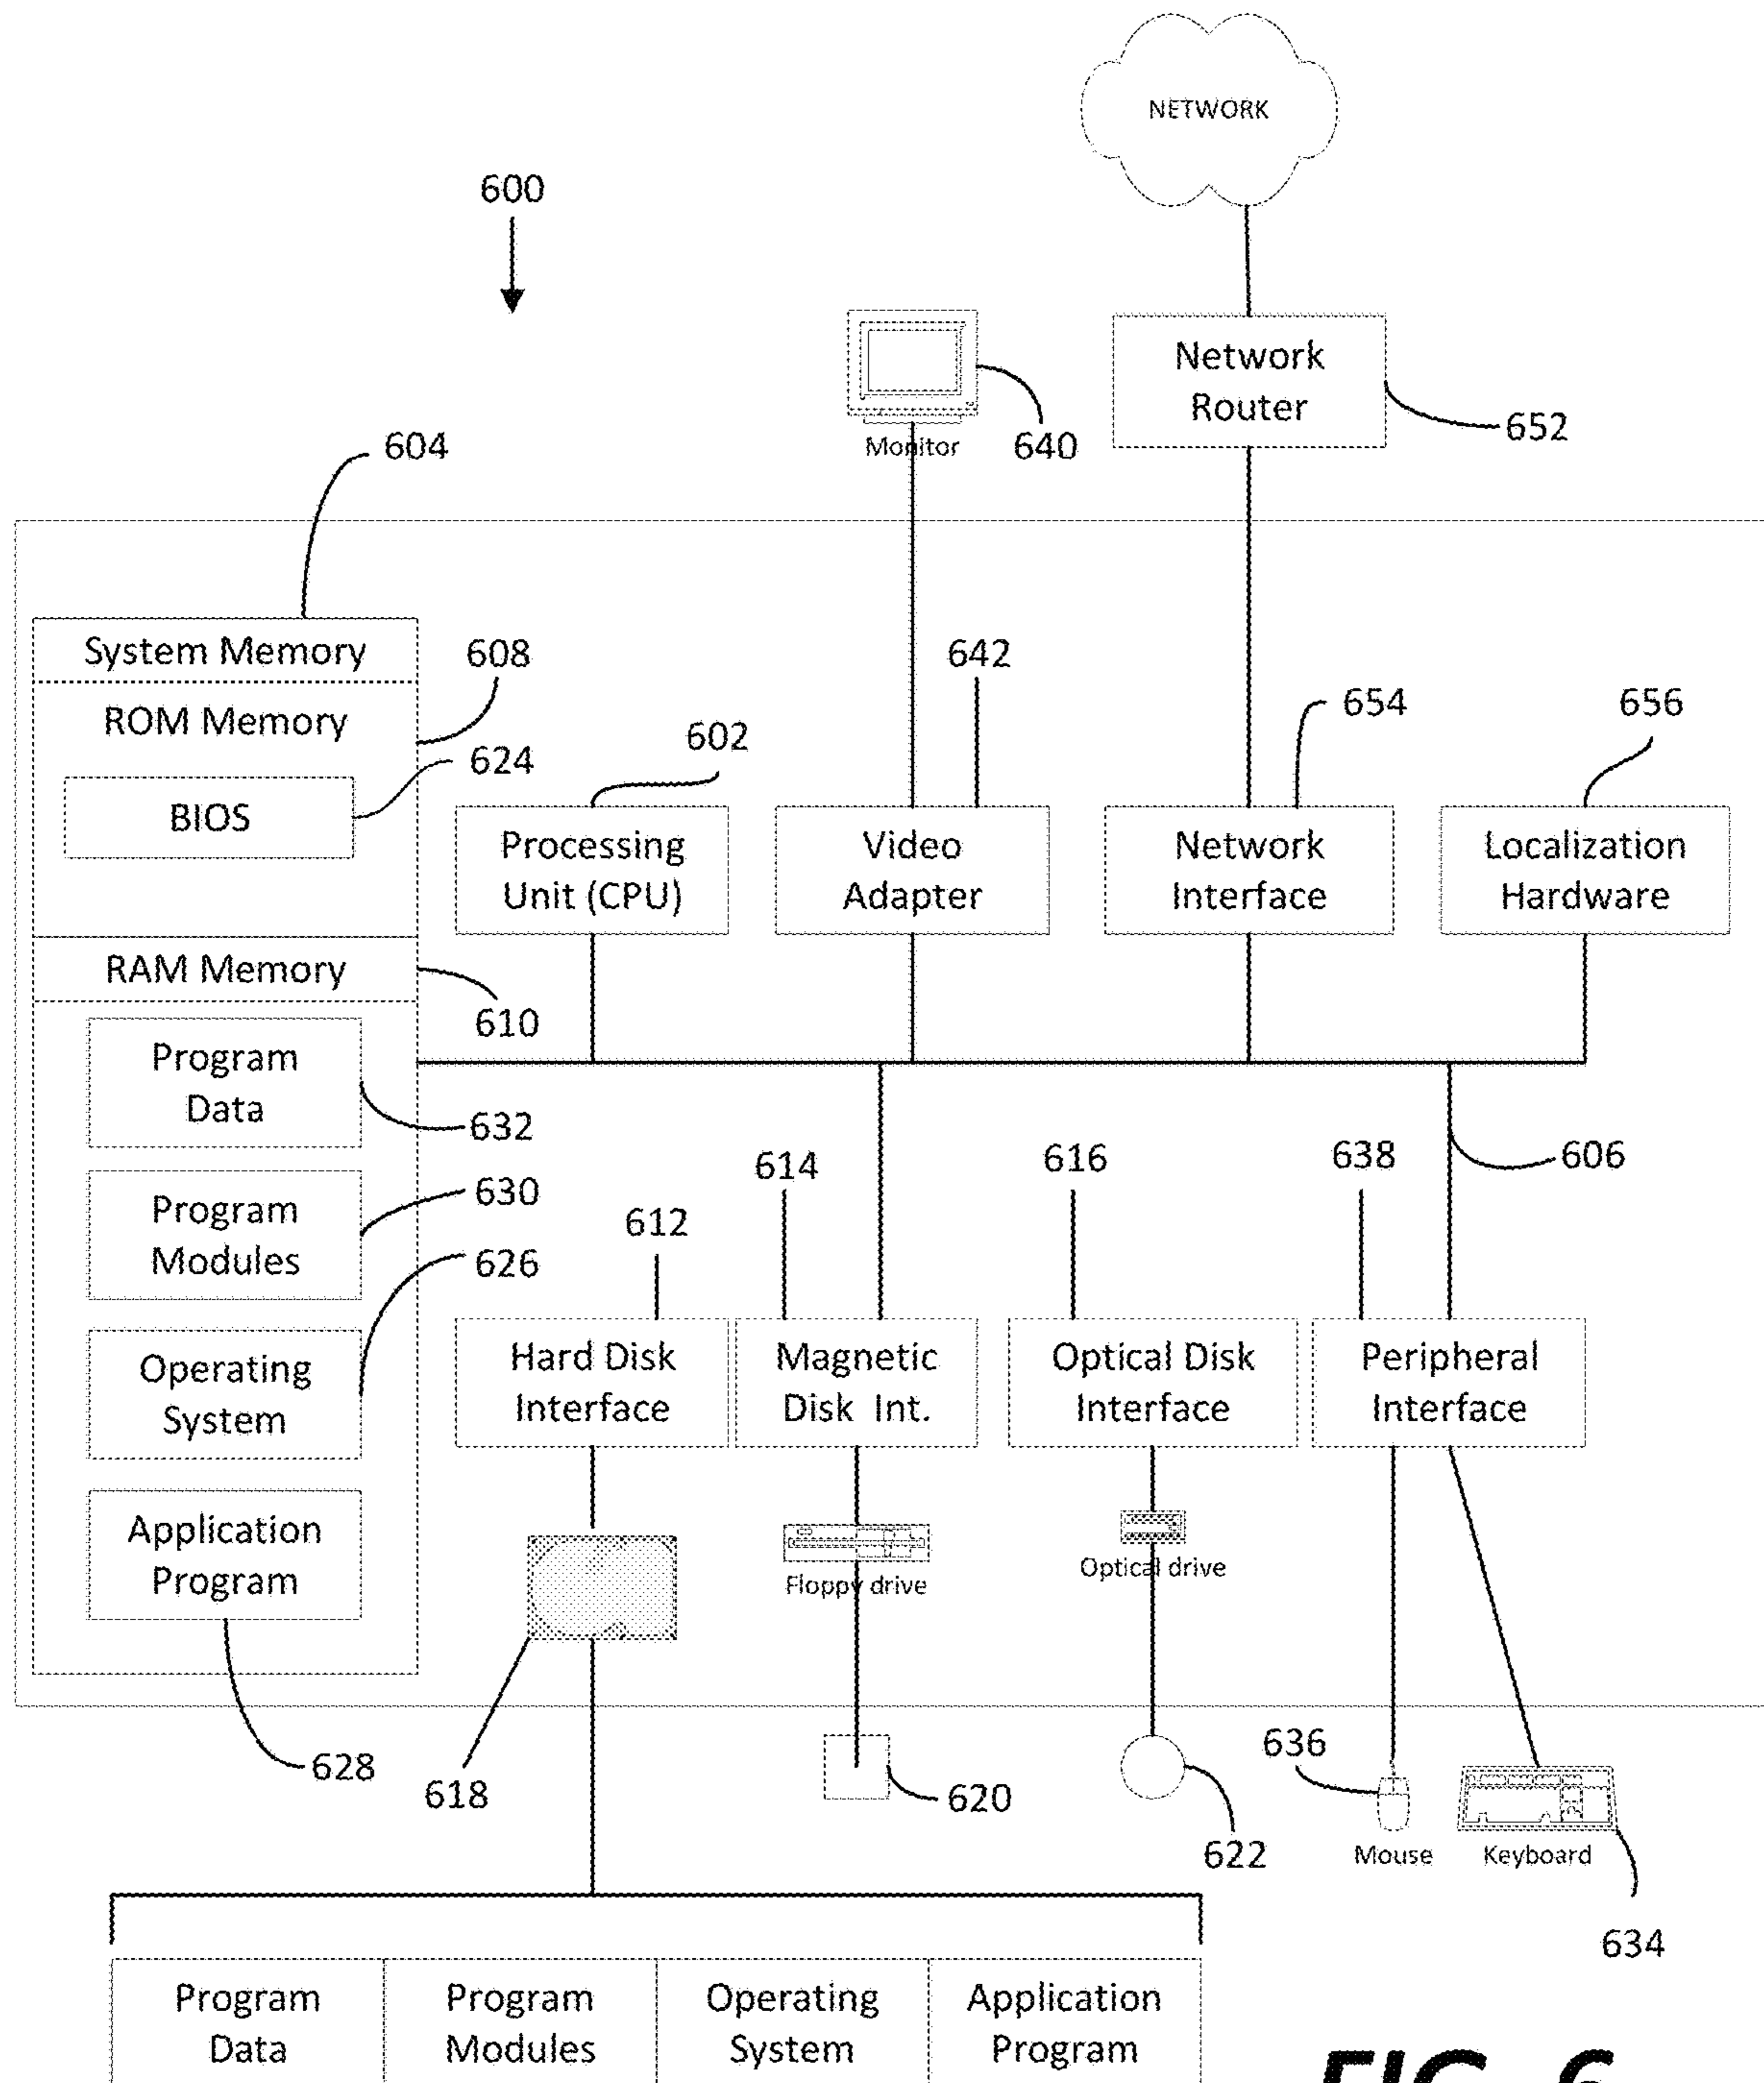 NETWORK
600
Network
Router
652
Monitor
640
604
System Memory
608
642
ROM Memory
654
656
602
624
BIOS
Processing
Unit (CPU)
Video
Adapter
Network
Interface
Localization
Hardware
RAM Memory
610
Program
Data
632
614
616
638
606
630
Program
Modules
612
626
Operating
System
Hard Disk
Interface
Magnetic
Disk Int.
Optical Disk
Interface
Peripheral
Interface
Application
Program
Floppy drive
Optical drive
628
618
620
636
622
Mouse
Keyboard
634
Program
Data
Program
Modules
Operating
System
Application
Program
FIG. 6